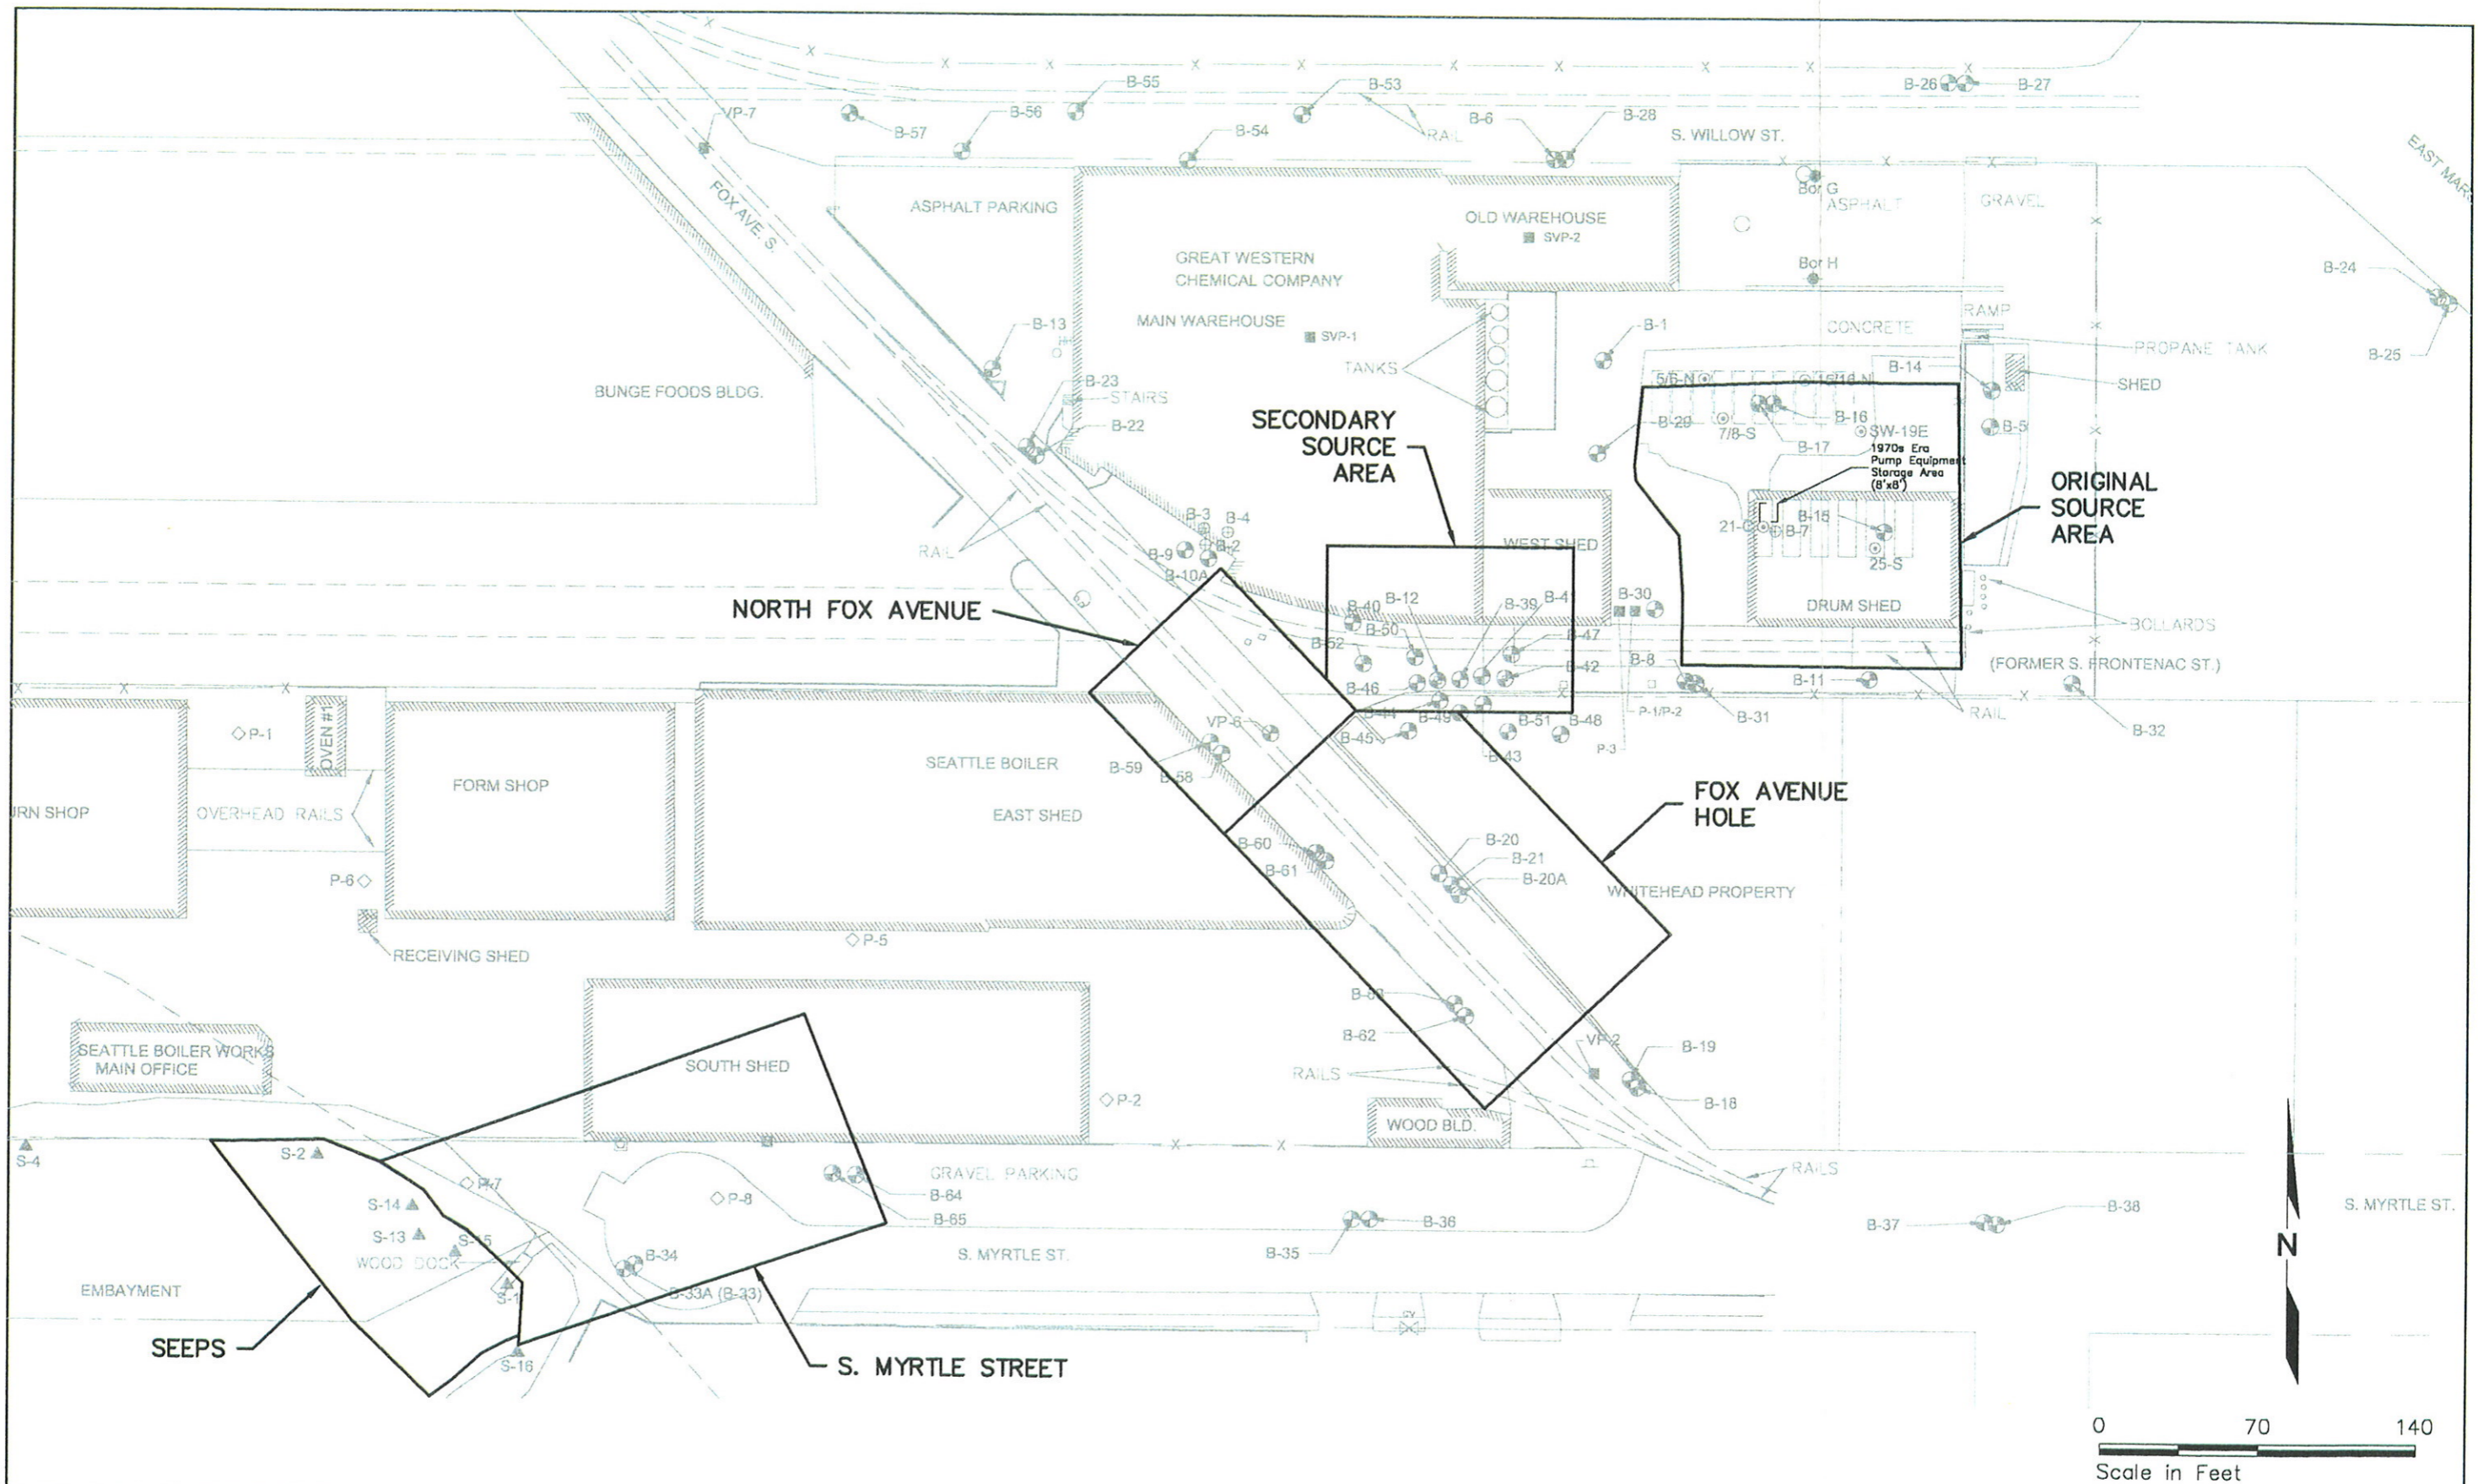 B-55
B-53
B-26
B-27
VP-7
B-57
B-56
B-54
RAIL
B-6
B-28
S. WILLOW ST.
FOX AVE. S.
ASPHALT PARKING
OLD WAREHOUSE
SVP-2
Bor G
ASPHALT
GRAVEL
GREAT WESTERN
CHEMICAL COMPANY
MAIN WAREHOUSE
SVP-1
Bor H
B-24
B-25
B-13
TANKS
B-1
CONCRETE
RAMP
PROPANE TANK
SHED
B-14
BUNGE FOODS BLDG.
B-23
STAIRS
B-22
SECONDARY
SOURCE
AREA
B-29
5/6-N
15/16-N
7/8-S
B-16
B-17
SW-19E
B-5
1970s Era
Pump Equipment
Storage Area
(8'x8')
ORIGINAL
SOURCE
AREA
RAIL
B-3
B-4
B-9
B-2
B-10A
WEST SHED
21-C
B-7
B-15
25-S
DRUM SHED
BOLLARDS
NORTH FOX AVENUE
B-40
B-12
B-39
B-30
B-50
B-47
B-52
B-42
B-8
B-46
B-44
B-49
B-51
B-48
B-45
B-43
P-1/P-2
P-3
B-31
B-11
(FORMER S. FRONTENAC ST.)
RAIL
B-32
P-1
OVEN #1
VP-6
B-59
B-58
SEATTLE BOILER
EAST SHED
FORM SHOP
OVERHEAD RAILS
FOX AVENUE
HOLE
P-6
B-60
B-61
B-20
B-21
B-20A
WHITEHEAD PROPERTY
RECEIVING SHED
P-5
B-62
VP-2
B-19
B-18
SEATTLE BOILER WORKS
MAIN OFFICE
SOUTH SHED
P-2
RAILS
WOOD BLD.
S-4
S-2
P-7
S-14
S-13
S-15
WOOD DOCK
S-1
P-8
GRAVEL PARKING
B-64
B-65
B-34
B-33A (B-33)
S. MYRTLE ST.
B-35
B-36
RAILS
B-37
B-38
S. MYRTLE ST.
EMBAYMENT
SEEPS
S-16
S. MYRTLE STREET
N
0 70 140
Scale in Feet